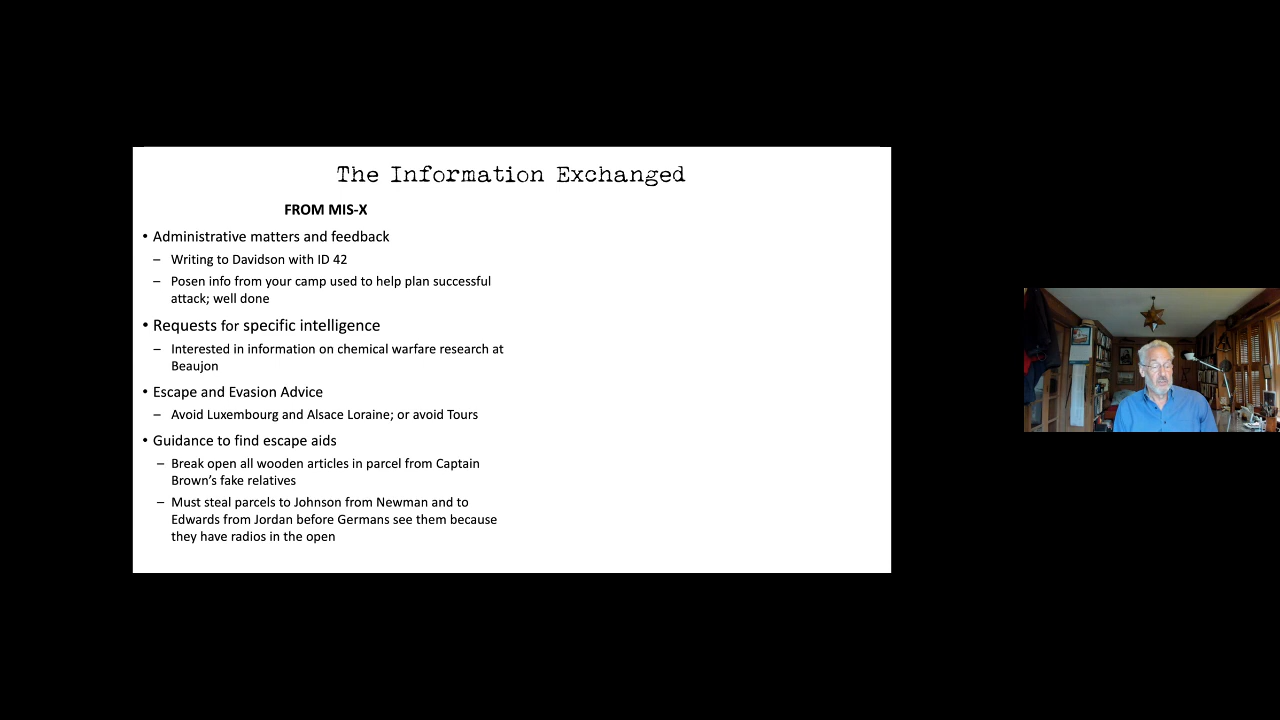 The Information Exchanged
FROM MIS-X
• Administrative matters and feedback
– Writing to Davidson with ID 42
– Posen info from your camp used to help plan successful
attack; well done
• Requests for specific intelligence
– Interested in information on chemical warfare research at
Beaujon
• Escape and Evasion Advice
– Avoid Luxembourg and Alsace Loraine; or avoid Tours
• Guidance to find escape aids
– Break open all wooden articles in parcel from Captain
Brown’s fake relatives
– Must steal parcels to Johnson from Newman and to
Edwards from Jordan before Germans see them because
they have radios in the open